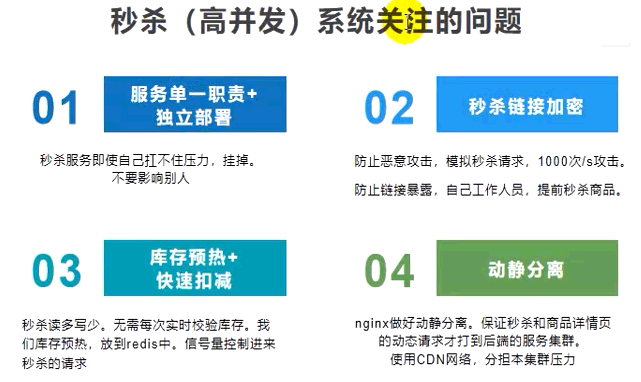 秒杀（高并发）系统关注的问题
01
服务单一职责+
独立部署
秒杀服务即使自己扛不住压力，挂掉。
不要影响别人
02
秒杀链接加密
防止恶意攻击，模拟秒杀请求，1000次/s攻击。
防止链接暴露，自己工作人员，提前秒杀商品。
03
库存预热+
快速扣减
秒杀读多写少。无需每次实时校验库存。我
们库存预热，放到redis中。信号量控制进来
秒杀的请求
04
动静分离
nginx做好动静分离。保证秒杀和商品详情页
的动态请求才打到后端的服务集群。
使用CDN网络，分担本集群压力